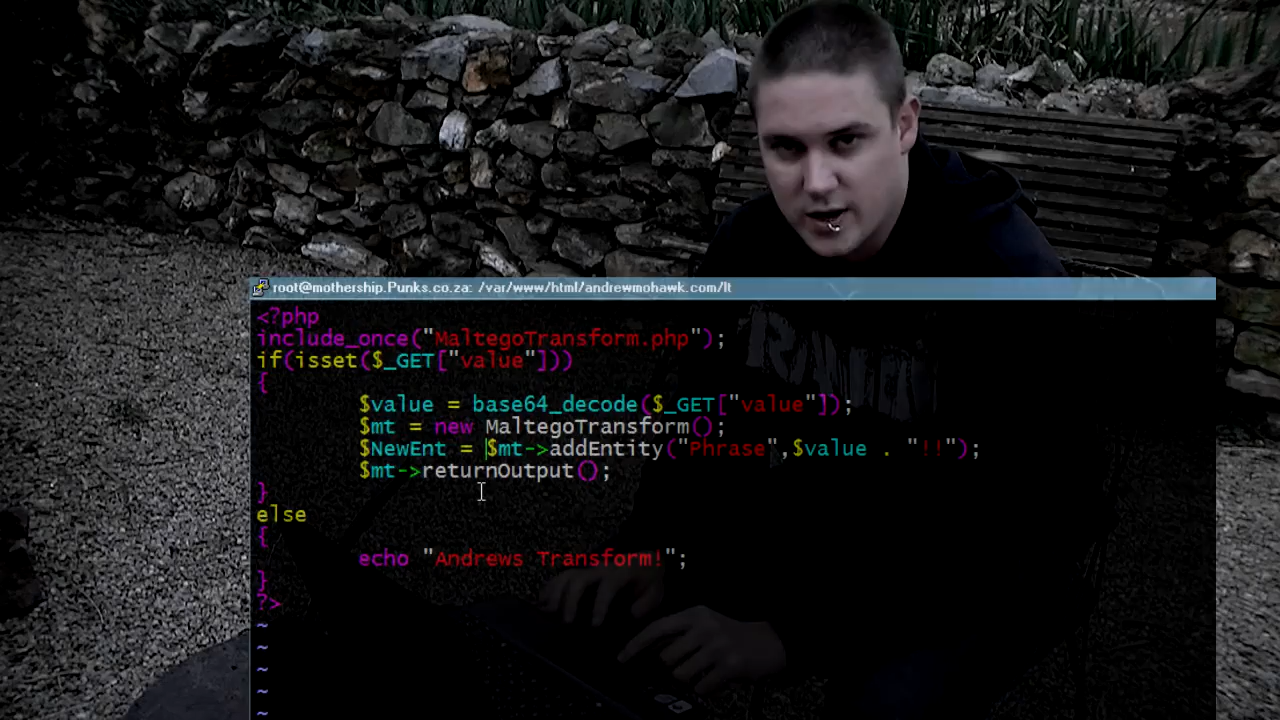 root@mothership.Punks.co.za: /var/www/html/andrewmohawk.com/lt
<?php
include_once("MaltegoTransform.php");
if(isset($_GET["value"]))
{
$value = base64_decode($_GET["value"]);
$mt = new MaltegoTransform();
$NewEnt = $mt->addEntity("Phrase",$value . "!!");
$mt->returnOutput();
}
else
{
echo "Andrews Transform!";
}
?>
~
~
~
~
~